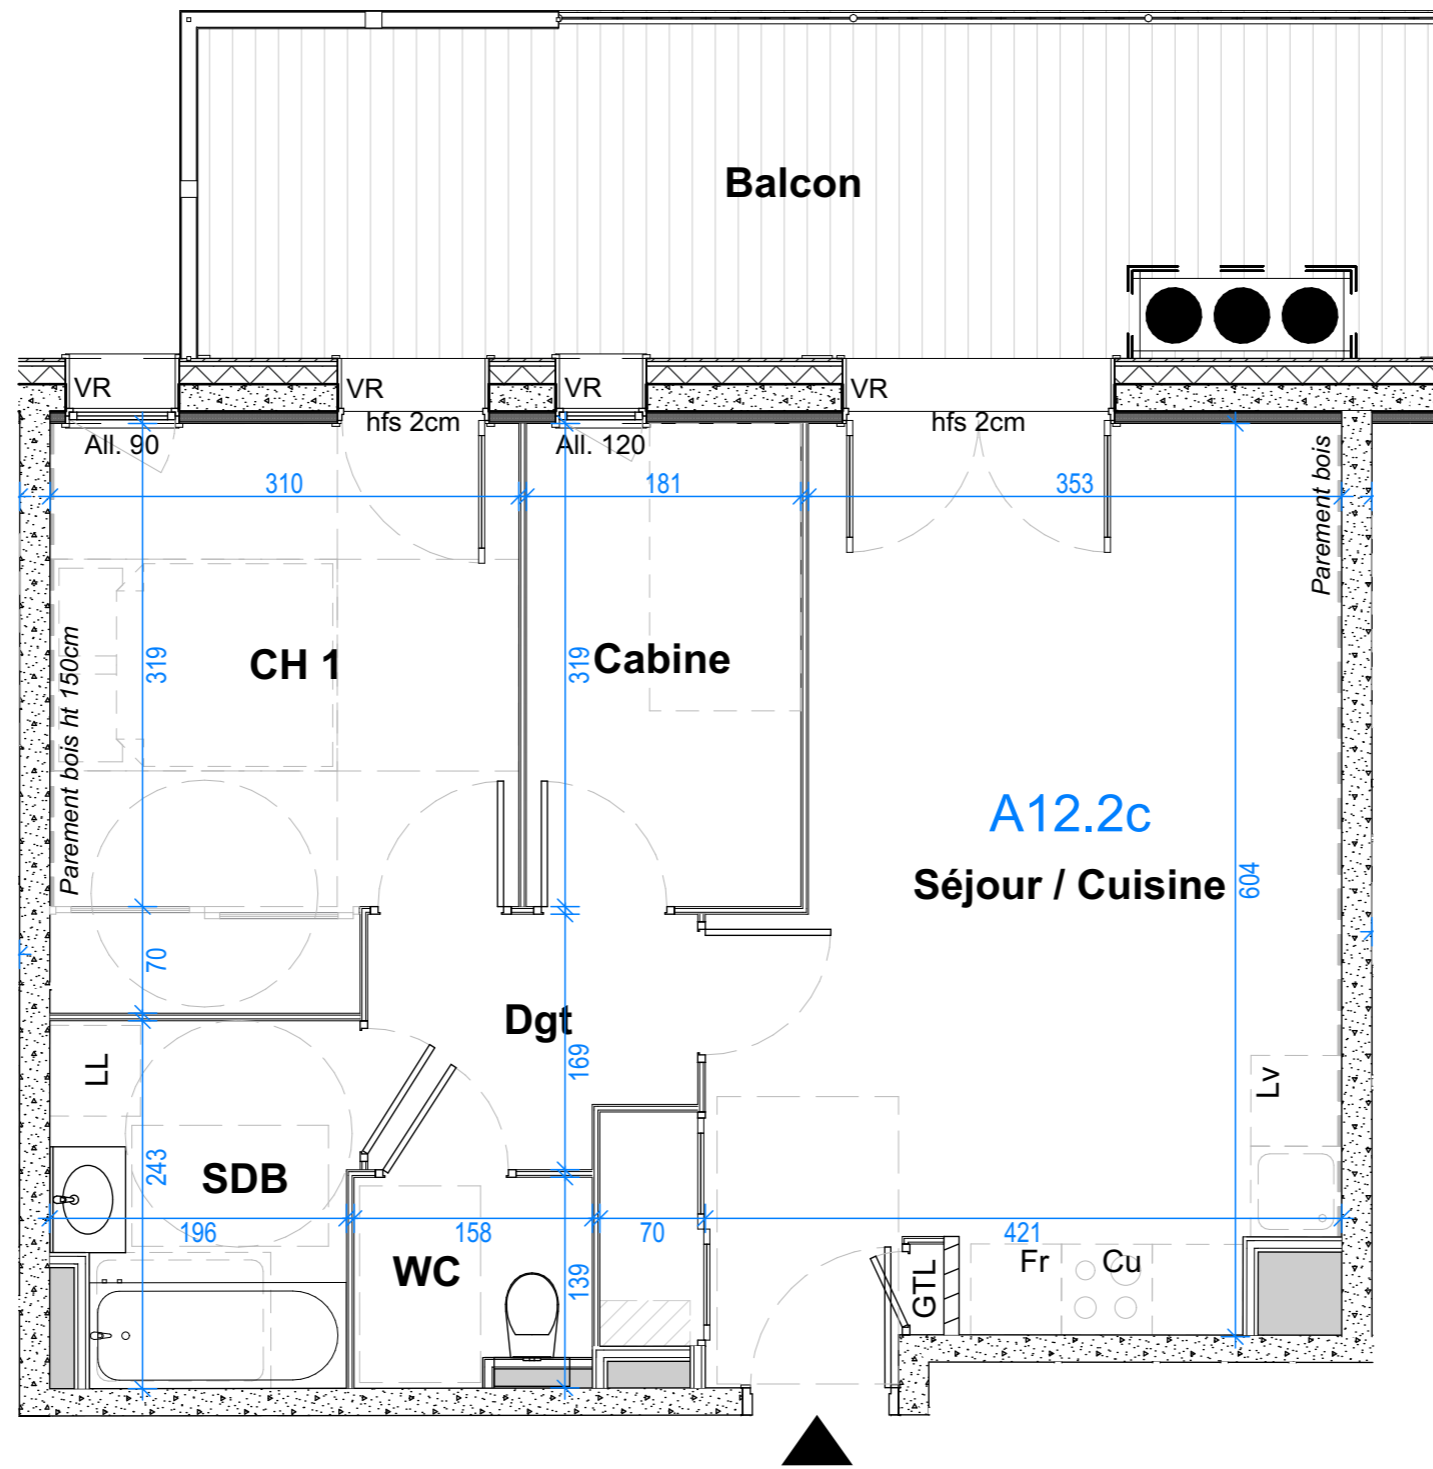 Balcon
VR
VR
VR
VR
hfs 2cm
hfs 2cm
All. 90
All. 120
310
181
353
Parement bois
Parement bois ht 150cm
319
CH 1
319
Cabine
A12.2c
Séjour / Cuisine
604
70
Dgt
169
LL
Lv
243
SDB
196
158
70
421
WC
139
GTL
Fr
Cu